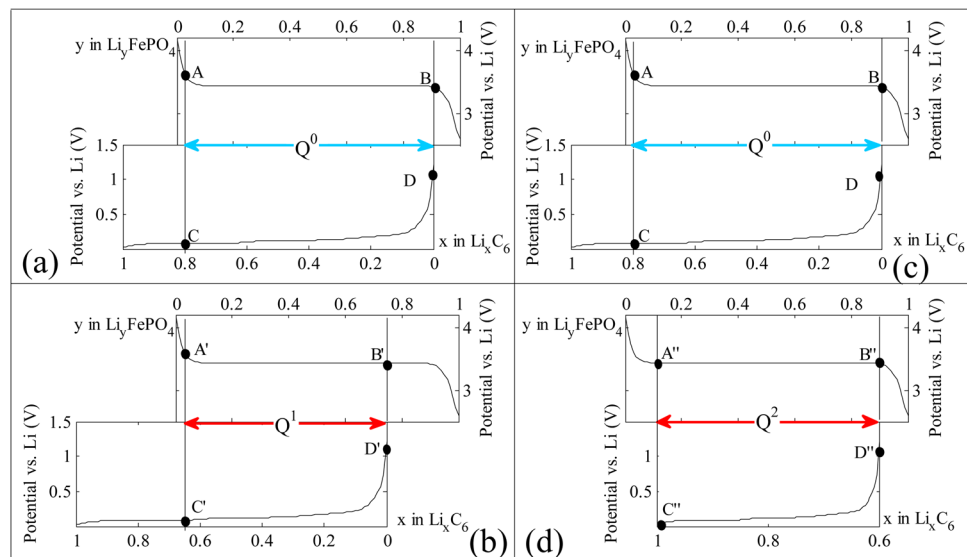 0 0.2 0.4 0.6 0.8 1
y in LiyFePO4
4
3
Potential vs. Li (V)
A
B
Q0
1.5
1
0.5
Potential vs. Li (V)
C
D
x in LixC6
1 0.8 0.6 0.4 0.2 0
(a)
0 0.2 0.4 0.6 0.8 1
y in LiyFePO4
4
3
Potential vs. Li (V)
A
B
Q0
1.5
1
0.5
Potential vs. Li (V)
C
D
x in LixC6
1 0.8 0.6 0.4 0.2 0
(c)
0 0.2 0.4 0.6 0.8 1
y in LiyFePO4
4
3
Potential vs. Li (V)
A'
B'
Q1
1.5
1
0.5
Potential vs. Li (V)
C'
D'
x in LixC6
1 0.8 0.6 0.4 0.2 0
(b)
0 0.2 0.4 0.6 0.8 1
y in LiyFePO4
4
3
Potential vs. Li (V)
A''
B''
Q2
1.5
1
0.5
Potential vs. Li (V)
C''
D''
x in LixC6
1 0.8 0.6
(d)